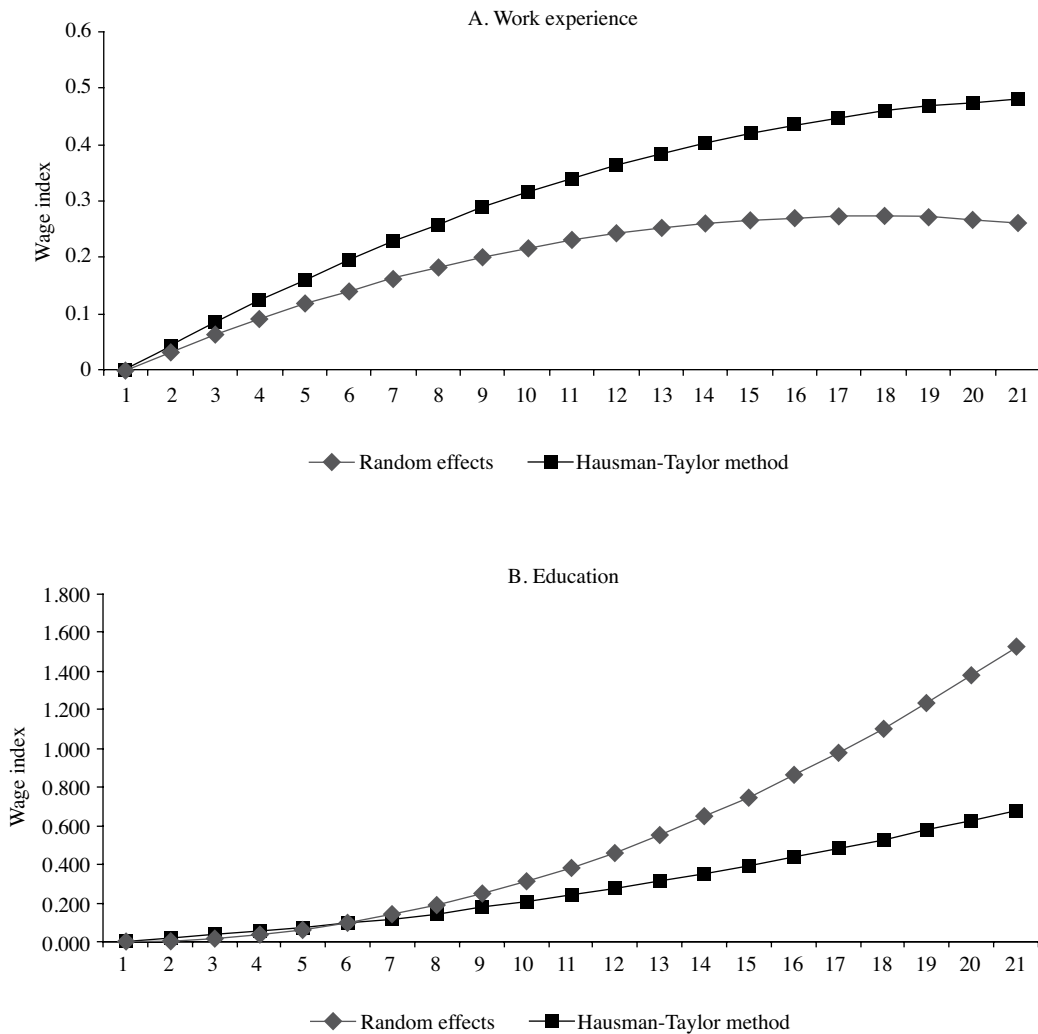 A. Work experience
Wage index
0.6
0.5
0.4
0.3
0.2
0.1
0
1 2 3 4 5 6 7 8 9 10 11 12 13 14 15 16 17 18 19 20 21
Random effects Hausman-Taylor method
B. Education
Wage index
1.800
1.600
1.400
1.200
1.000
0.800
0.600
0.400
0.200
0.000
1 2 3 4 5 6 7 8 9 10 11 12 13 14 15 16 17 18 19 20 21
Random effects Hausman-Taylor method